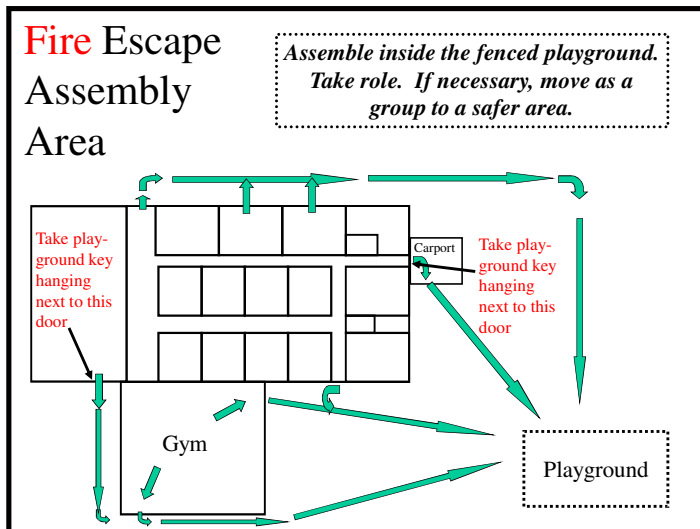 Fire Escape
Assembly
Area
Assemble inside the fenced playground.
Take role.  If necessary, move as a
group to a safer area.
Take play-
ground key
hanging
next to this
door
Carport
Take play-
ground key
hanging
next to this
door
Gym
Playground